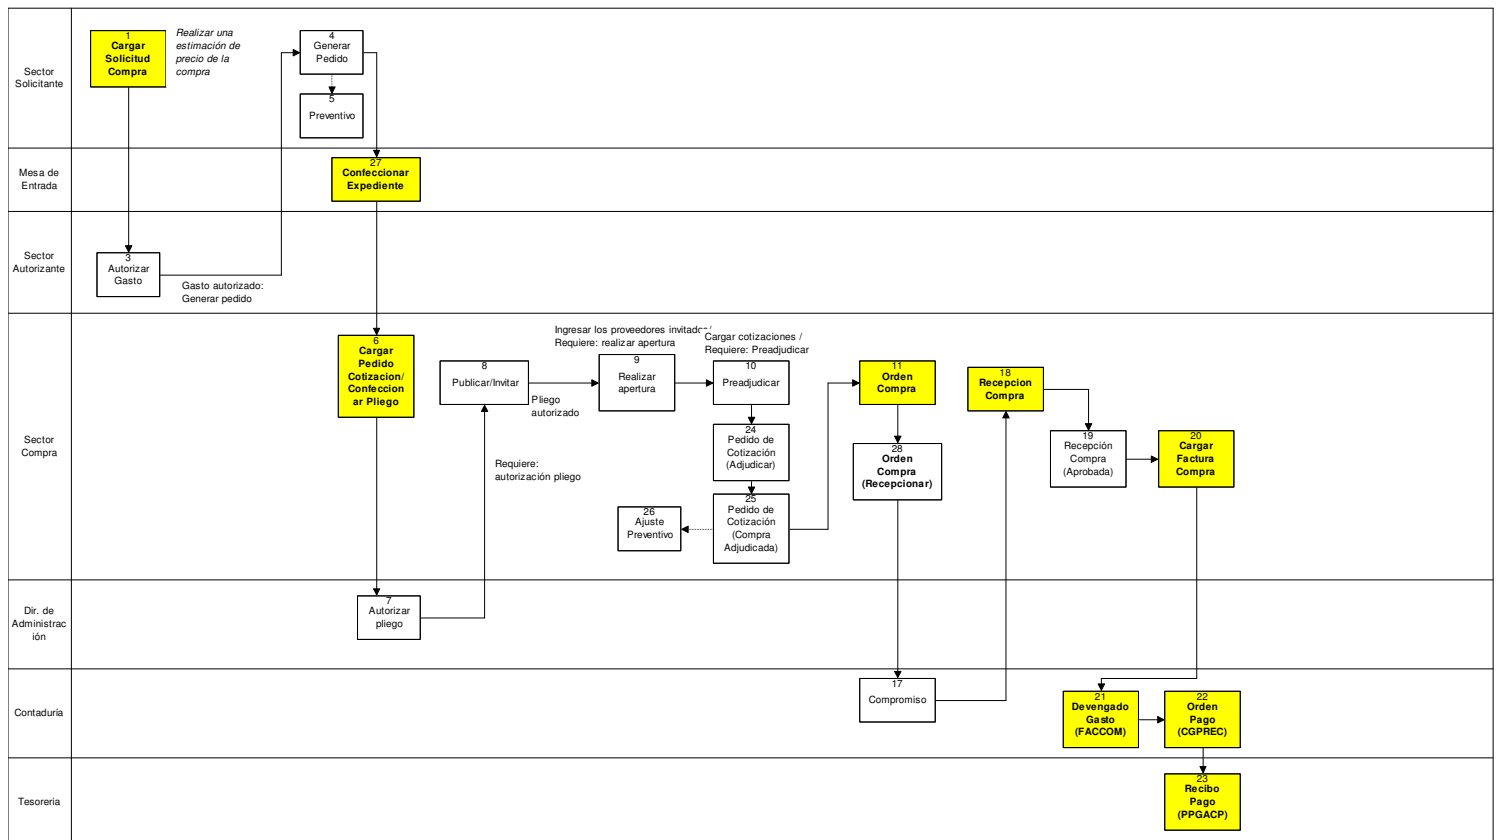 Sector
Solicitante
1
Cargar
Solicitud
Compra
Realizar una
estimación de
precio de la
compra
4
Generar
Pedido
5
Preventivo
Mesa de
Entrada
27
Confeccionar
Expediente
Sector
Autorizante
3
Autorizar
Gasto
Gasto autorizado:
Generar pedido
Sector
Compra
6
Cargar
Pedido
Cotizacion/
Confeccion
ar Pliego
8
Publicar/Invitar
Pliego
autorizado
Requiere:
autorización pliego
Ingresar los proveedores invitados/
Requiere: realizar apertura
9
Realizar
apertura
Cargar cotizaciones /
Requiere: Preadjudicar
10
Preadjudicar
24
Pedido de
Cotización
(Adjudicar)
25
Pedido de
Cotización
(Compra
Adjudicada)
26
Ajuste
Preventivo
11
Orden
Compra
28
Orden
Compra
(Recepcionar)
18
Recepcion
Compra
19
Recepción
Compra
(Aprobada)
20
Cargar
Factura
Compra
Dir. de
Administrac
ión
7
Autorizar
pliego
Contaduría
17
Compromiso
21
Devengado
Gasto
(FACCOM)
22
Orden
Pago
(CGPREC)
Tesoreria
23
Recibo
Pago
(PPGACP)